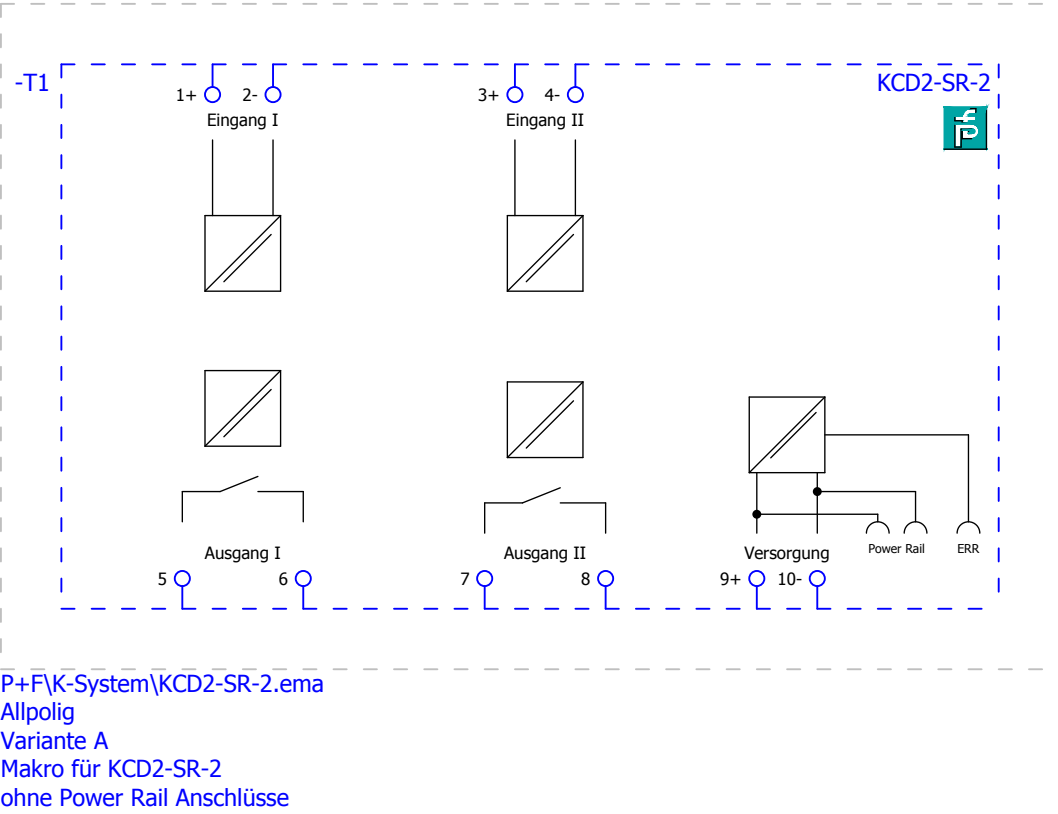 -T1
KCD2-SR-2
1+ 2- 3+ 4-
Eingang I Eingang II
Ausgang I Ausgang II Versorgung Power Rail ERR
5 6 7 8 9+ 10-
P+F\K-System\KCD2-SR-2.ema
Allpolig
Variante A
Makro für KCD2-SR-2
ohne Power Rail Anschlüsse